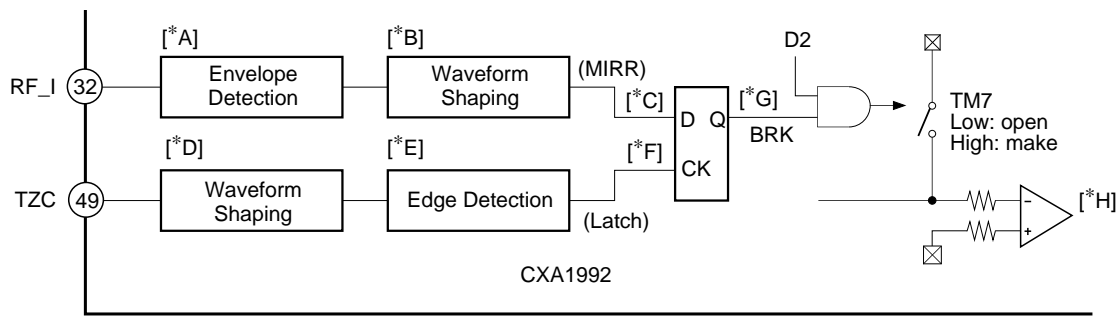 [*A]
[*B]
D2
RF_I
32
Envelope
Detection
Waveform
Shaping
(MIRR)
[*C]
D
Q
[*G]
BRK
TM7
Low: open
High: make
[*D]
[*E]
[*F]
CK
TZC
49
Waveform
Shaping
Edge Detection
(Latch)
–
+
[*H]
CXA1992